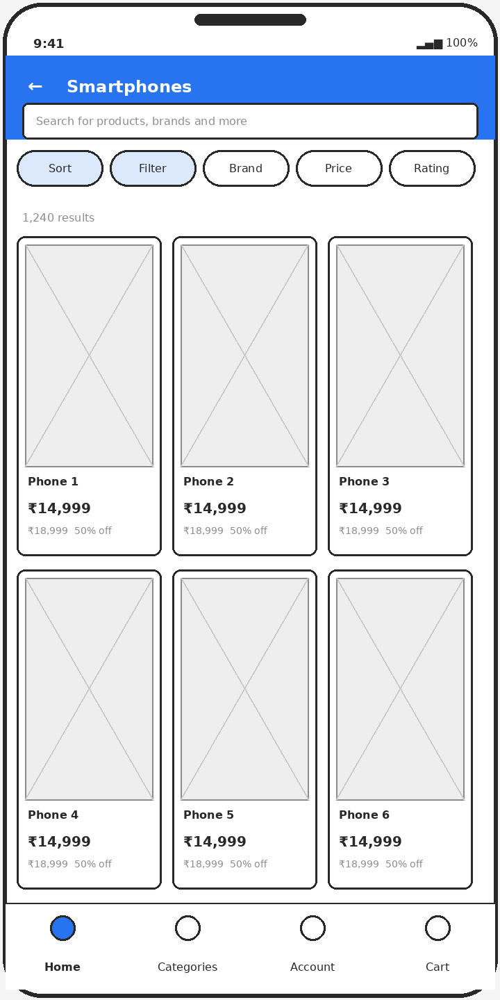 9:41 100%
← Smartphones
Search for products, brands and more
Sort Filter Brand Price Rating
1,240 results
Phone 1 Phone 2 Phone 3
₹14,999 ₹14,999 ₹14,999
₹18,999 50% off ₹18,999 50% off ₹18,999 50% off
Phone 4 Phone 5 Phone 6
₹14,999 ₹14,999 ₹14,999
₹18,999 50% off ₹18,999 50% off ₹18,999 50% off
Home Categories Account Cart